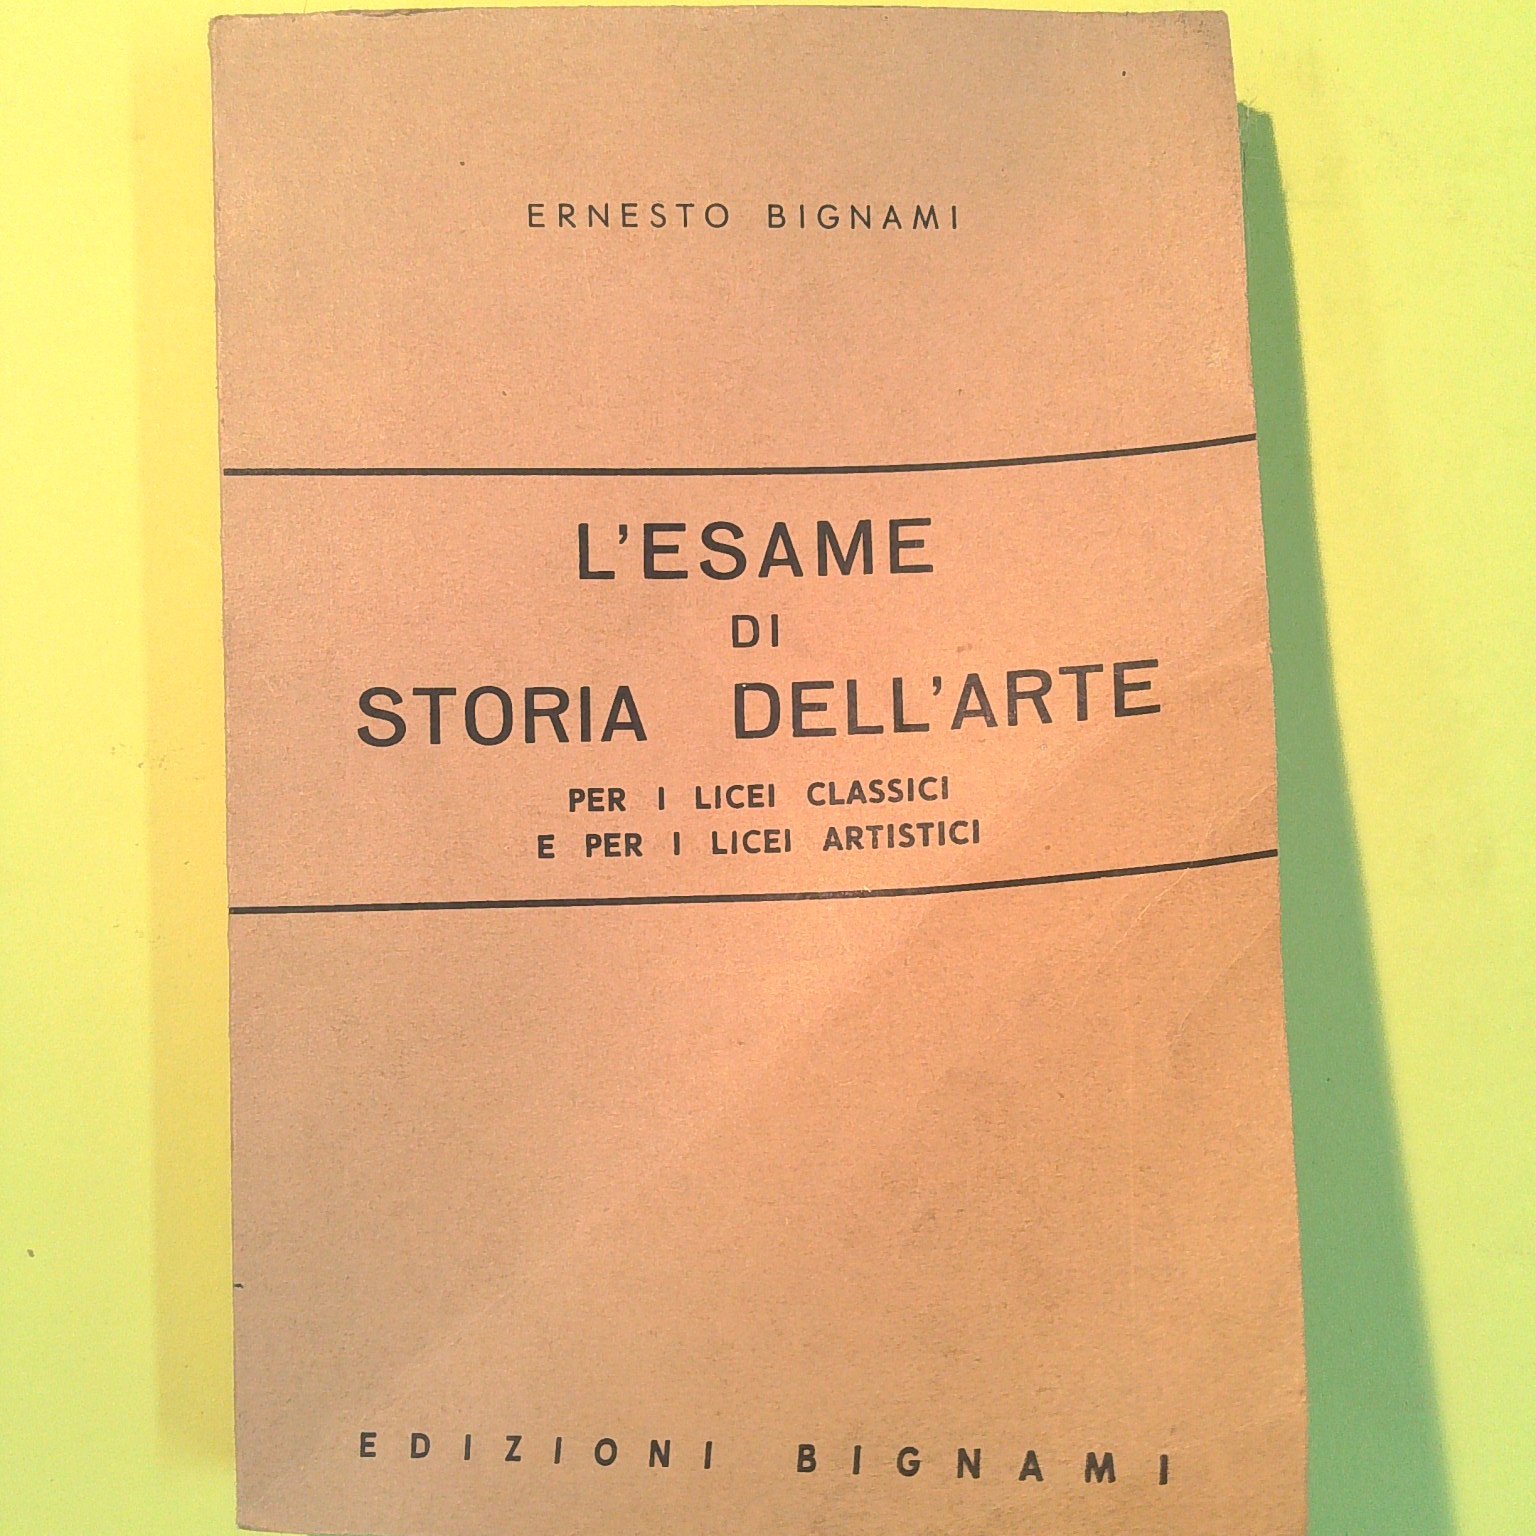 ERNESTO BIGNAMI
L'ESAME
DI
STORIA DELL'ARTE
PER I LICEI CLASSICI
E PER I LICEI ARTISTICI
EDIZIONI BIGNAMI